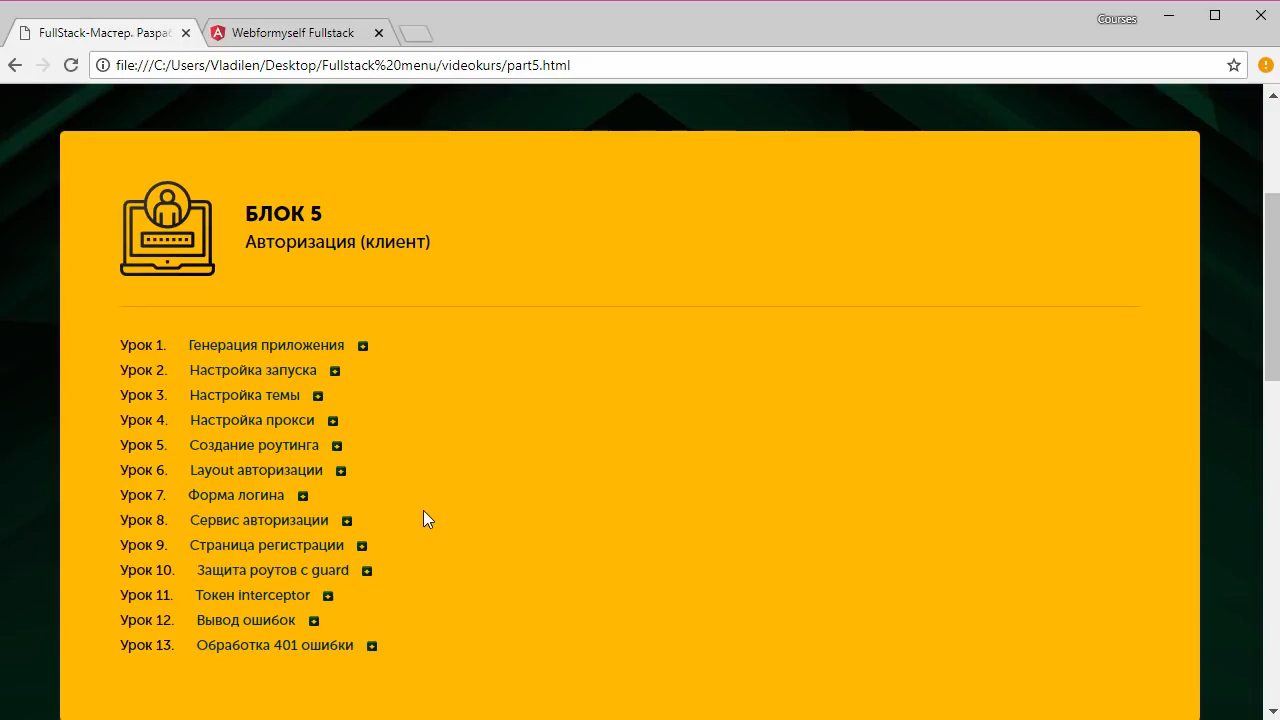 Courses
FullStack-Мастер. Разра
Webformyself Fullstack
file:///C:/Users/Vladilen/Desktop/Fullstack%20menu/videokurs/part5.html
БЛОК 5
Авторизация (клиент)
Урок 1. Генерация приложения
Урок 2. Настройка запуска
Урок 3. Настройка темы
Урок 4. Настройка прокси
Урок 5. Создание роутинга
Урок 6. Layout авторизации
Урок 7. Форма логина
Урок 8. Сервис авторизации
Урок 9. Страница регистрации
Урок 10. Защита роутов с guard
Урок 11. Токен interceptor
Урок 12. Вывод ошибок
Урок 13. Обработка 401 ошибки